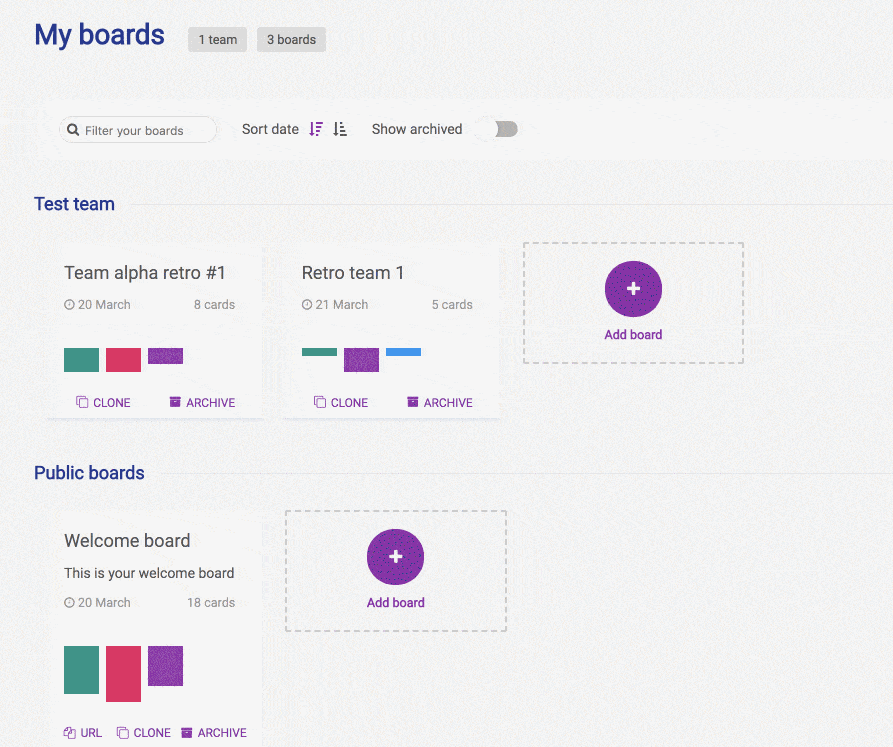 My boards 1 team 3 boards
Filter your boards Sort date Show archived
Test team
Team alpha retro #1
20 March 8 cards
CLONE ARCHIVE
Retro team 1
21 March 5 cards
CLONE ARCHIVE
Add board
Public boards
Welcome board
This is your welcome board
20 March 18 cards
URL CLONE ARCHIVE
Add board